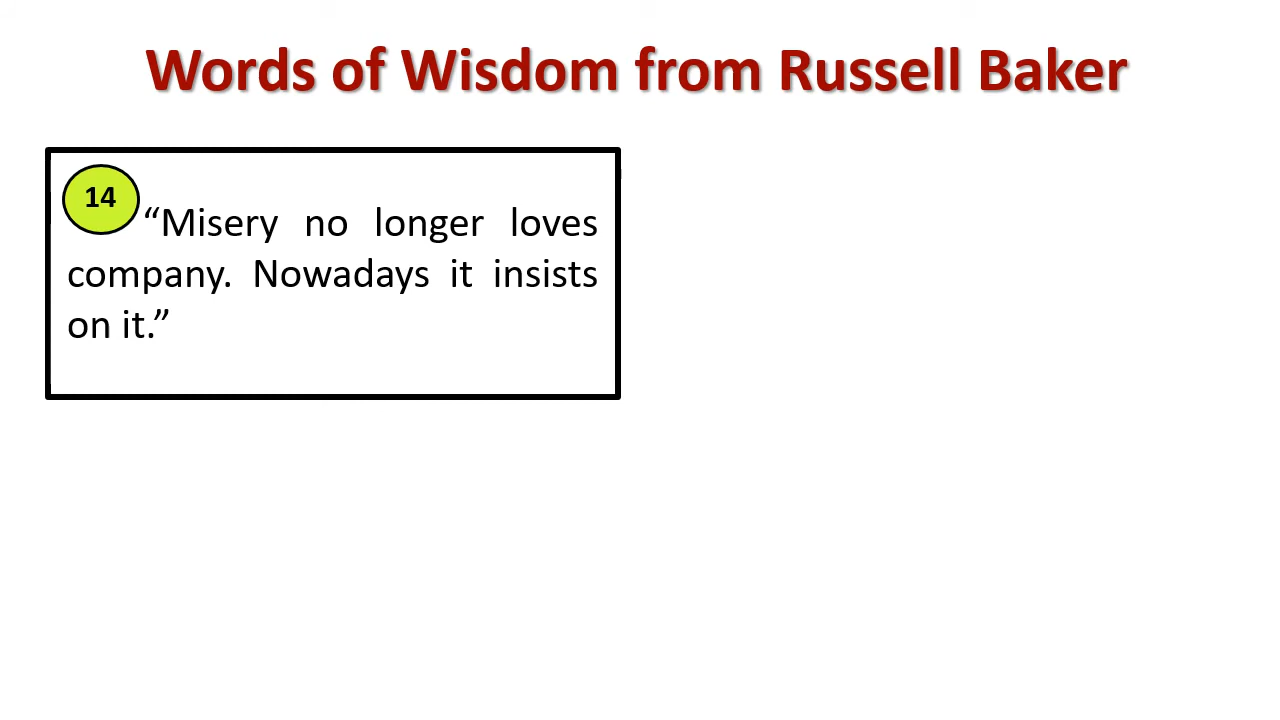 Words of Wisdom from Russell Baker
14
“Misery no longer loves
company. Nowadays it insists
on it.”